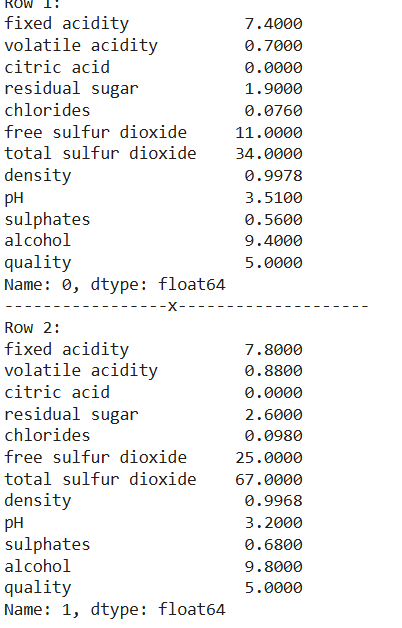 Row 1:
fixed acidity 7.4000
volatile acidity 0.7000
citric acid 0.0000
residual sugar 1.9000
chlorides 0.0760
free sulfur dioxide 11.0000
total sulfur dioxide 34.0000
density 0.9978
pH 3.5100
sulphates 0.5600
alcohol 9.4000
quality 5.0000
Name: 0, dtype: float64
-----------------x--------------------
Row 2:
fixed acidity 7.8000
volatile acidity 0.8800
citric acid 0.0000
residual sugar 2.6000
chlorides 0.0980
free sulfur dioxide 25.0000
total sulfur dioxide 67.0000
density 0.9968
pH 3.2000
sulphates 0.6800
alcohol 9.8000
quality 5.0000
Name: 1, dtype: float64